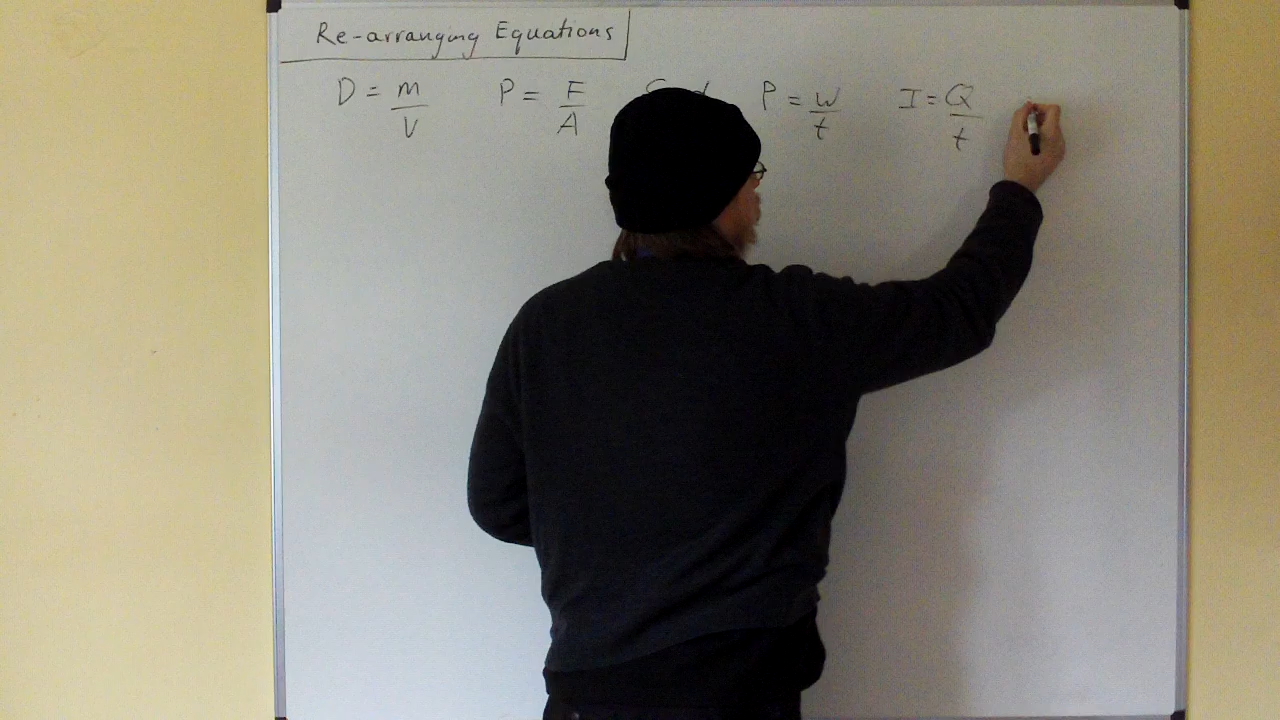 Re-arranging Equations
D = m/V P = F/A P = W/t I = Q/t